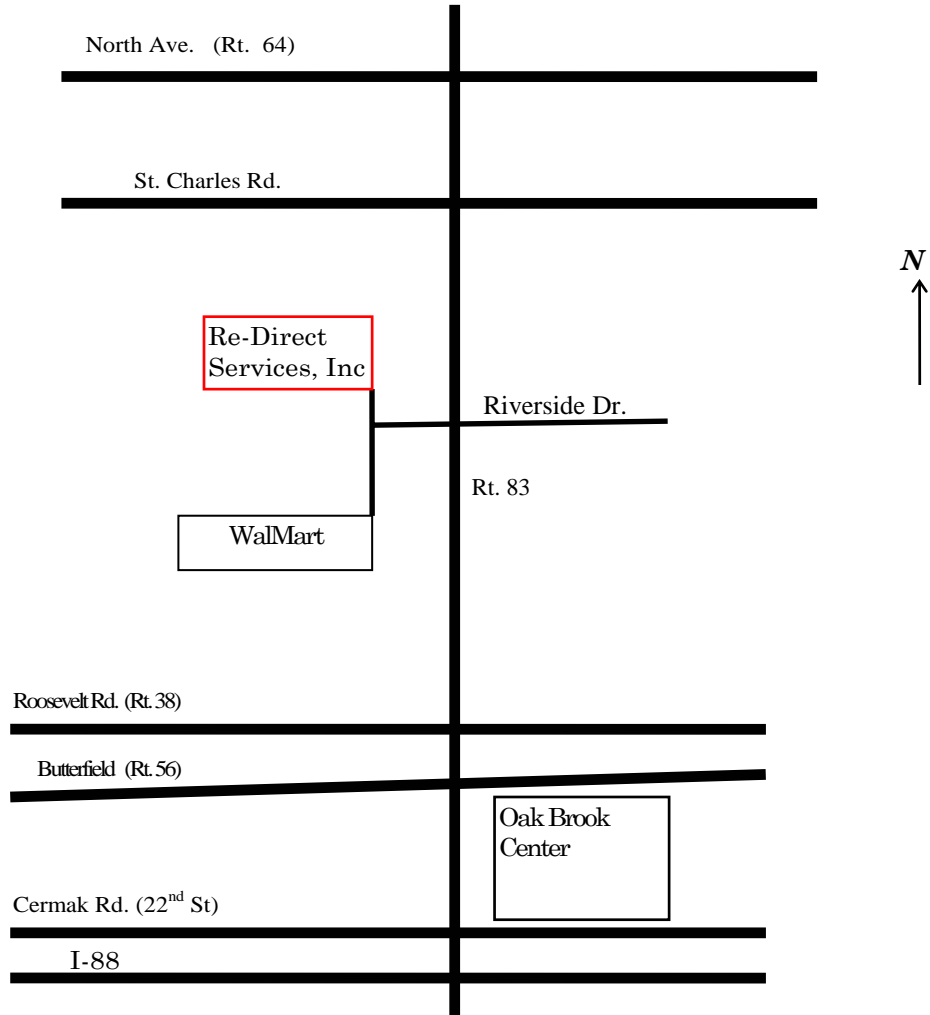 North Ave. (Rt. 64)
St. Charles Rd.
N
Re-Direct
Services, Inc
Riverside Dr.
Rt. 83
WalMart
Roosevelt Rd. (Rt. 38)
Butterfield (Rt. 56)
Oak Brook
Center
Cermak Rd. (22nd St)
I-88